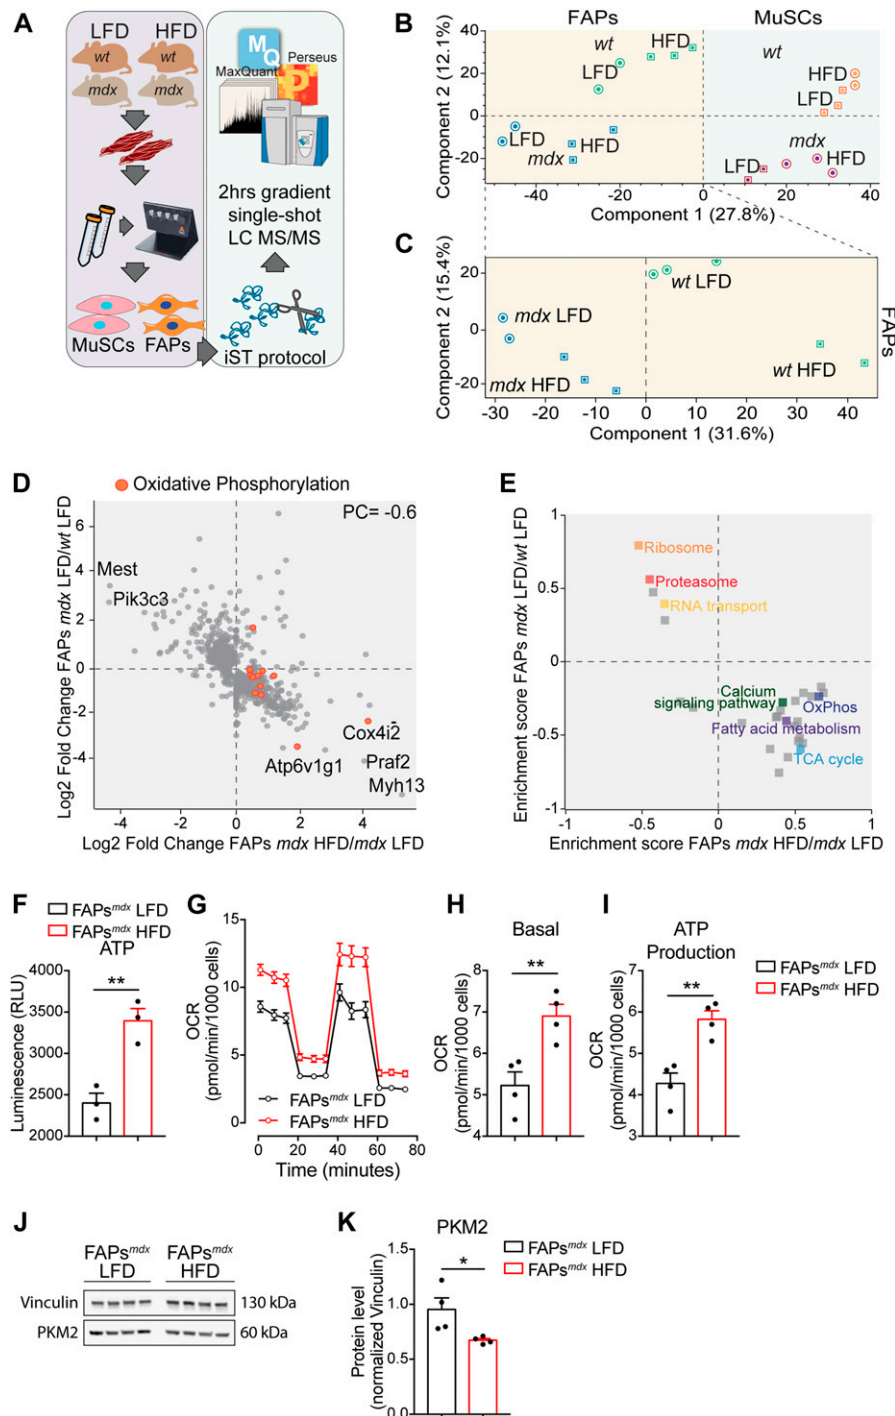 A
LFD HFD
wt wt
mdx mdx
MuSCs FAPs
MQ
MaxQuant
Perseus
P
2hrs gradient
single-shot
LC MS/MS
iST protocol
B
FAPs MuSCs
Component 2 (12.1%)
40
20
0
-20
wt
LFD
HFD
LFD
mdx
HFD
wt
HFD
LFD
mdx
LFD
HFD
-40 -20 0 20 40
Component 1 (27.8%)
C
Component 2 (15.4%)
20
0
-20
wt LFD
mdx LFD
mdx HFD
wt HFD
FAPs
-30 -20 -10 0 10 20 30 40
Component 1 (31.6%)
D
Oxidative Phosphorylation
PC= -0.6
Log2 Fold Change FAPs mdx LFD/wt LFD
6
4
2
0
-2
-4
Mest
Pik3c3
Cox4i2
Atp6v1g1
Praf2
Myh13
-4 -2 0 2 4
Log2 Fold Change FAPs mdx HFD/mdx LFD
E
Enrichment score FAPs mdx LFD/wt LFD
1
0.5
0
-0.5
-1
Ribosome
Proteasome
RNA transport
Calcium
signaling pathway
OxPhos
Fatty acid metabolism
TCA cycle
-1 -0.5 0 0.5 1
Enrichment score FAPs mdx HFD/mdx LFD
F
FAPsmdx LFD
FAPsmdx HFD
ATP
**
Luminescence (RLU)
4000
3500
3000
2500
2000
G
OCR
(pmol/min/1000 cells)
15
10
5
0
FAPsmdx LFD
FAPsmdx HFD
0 20 40 60 80
Time (minutes)
H
Basal
**
OCR
(pmol/min/1000 cells)
8
7
6
5
4
I
ATP
Production
**
OCR
(pmol/min/1000 cells)
7
6
5
4
3
FAPsmdx LFD
FAPsmdx HFD
J
FAPsmdx FAPsmdx
LFD HFD
Vinculin 130 kDa
PKM2 60 kDa
K
PKM2
*
Protein level
(normalized Vinculin)
1.5
1.0
0.5
0.0
FAPsmdx LFD
FAPsmdx HFD